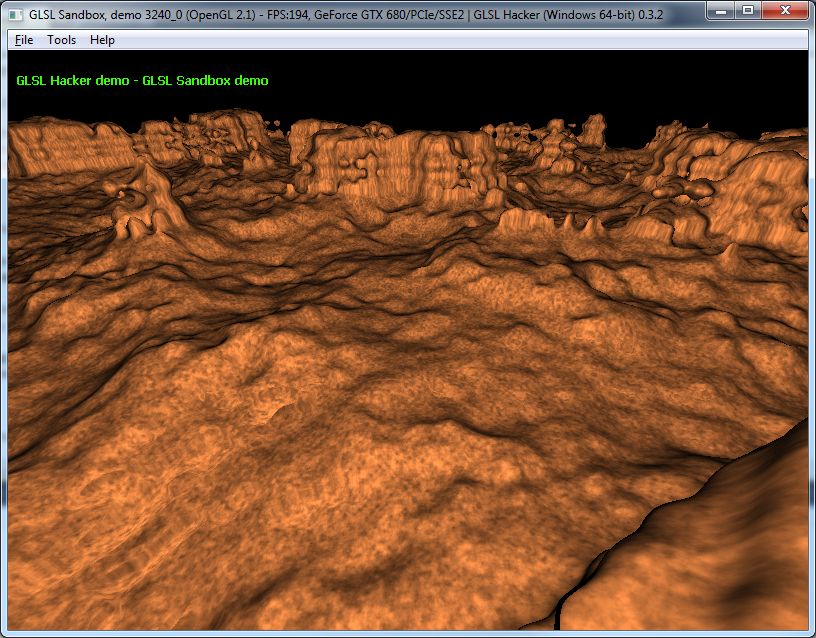 GLSL Sandbox, demo 3240_0 (OpenGL 2.1) - FPS:194, GeForce GTX 680/PCIe/SSE2 | GLSL Hacker (Windows 64-bit) 0.3.2
File Tools Help
GLSL Hacker demo - GLSL Sandbox demo